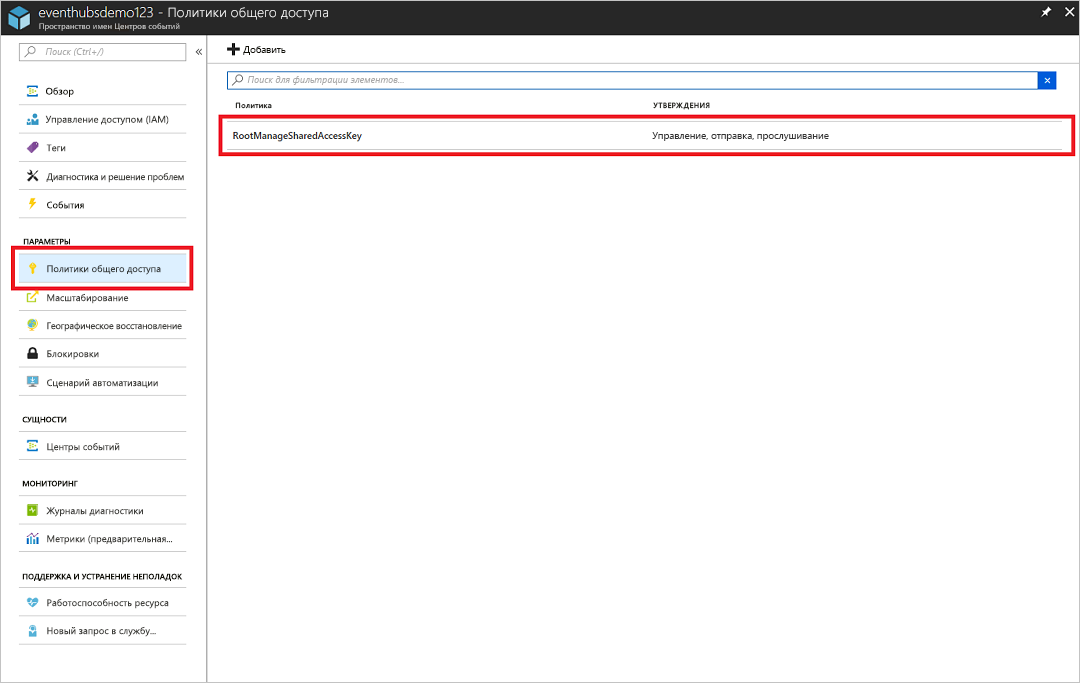 eventhubsdemo123 - Политики общего доступа
Пространство имен Центров событий
Поиск (Ctrl+/)
«
Обзор
Управление доступом (IAM)
Теги
Диагностика и решение проблем
События
ПАРАМЕТРЫ
Политики общего доступа
Масштабирование
Географическое восстановление
Блокировки
Сценарий автоматизации
СУЩНОСТИ
Центры событий
МОНИТОРИНГ
Журналы диагностики
Метрики (предварительная...
ПОДДЕРЖКА И УСТРАНЕНИЕ НЕПОЛАДОК
Работоспособность ресурса
Новый запрос в службу...
Добавить
Поиск для фильтрации элементов...
Политика УТВЕРЖДЕНИЯ
RootManageSharedAccessKey Управление, отправка, прослушивание